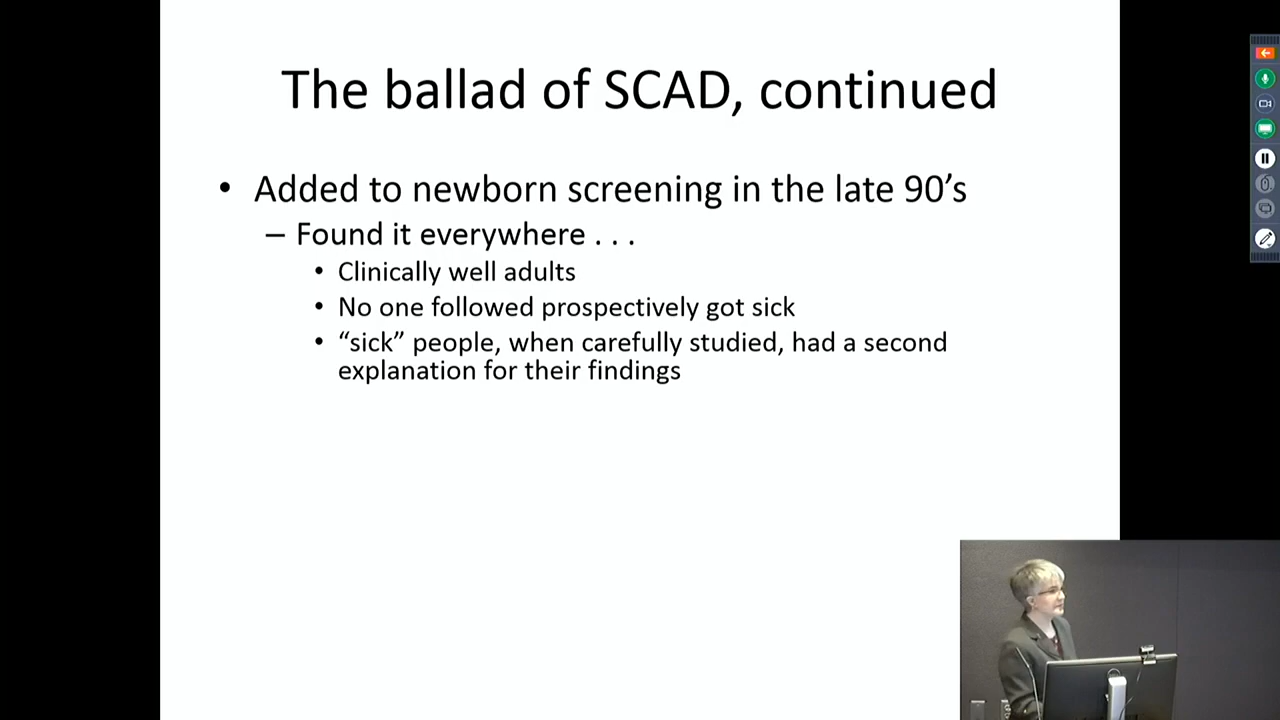 The ballad of SCAD, continued
• Added to newborn screening in the late 90’s
– Found it everywhere . . .
• Clinically well adults
• No one followed prospectively got sick
• “sick” people, when carefully studied, had a second
explanation for their findings